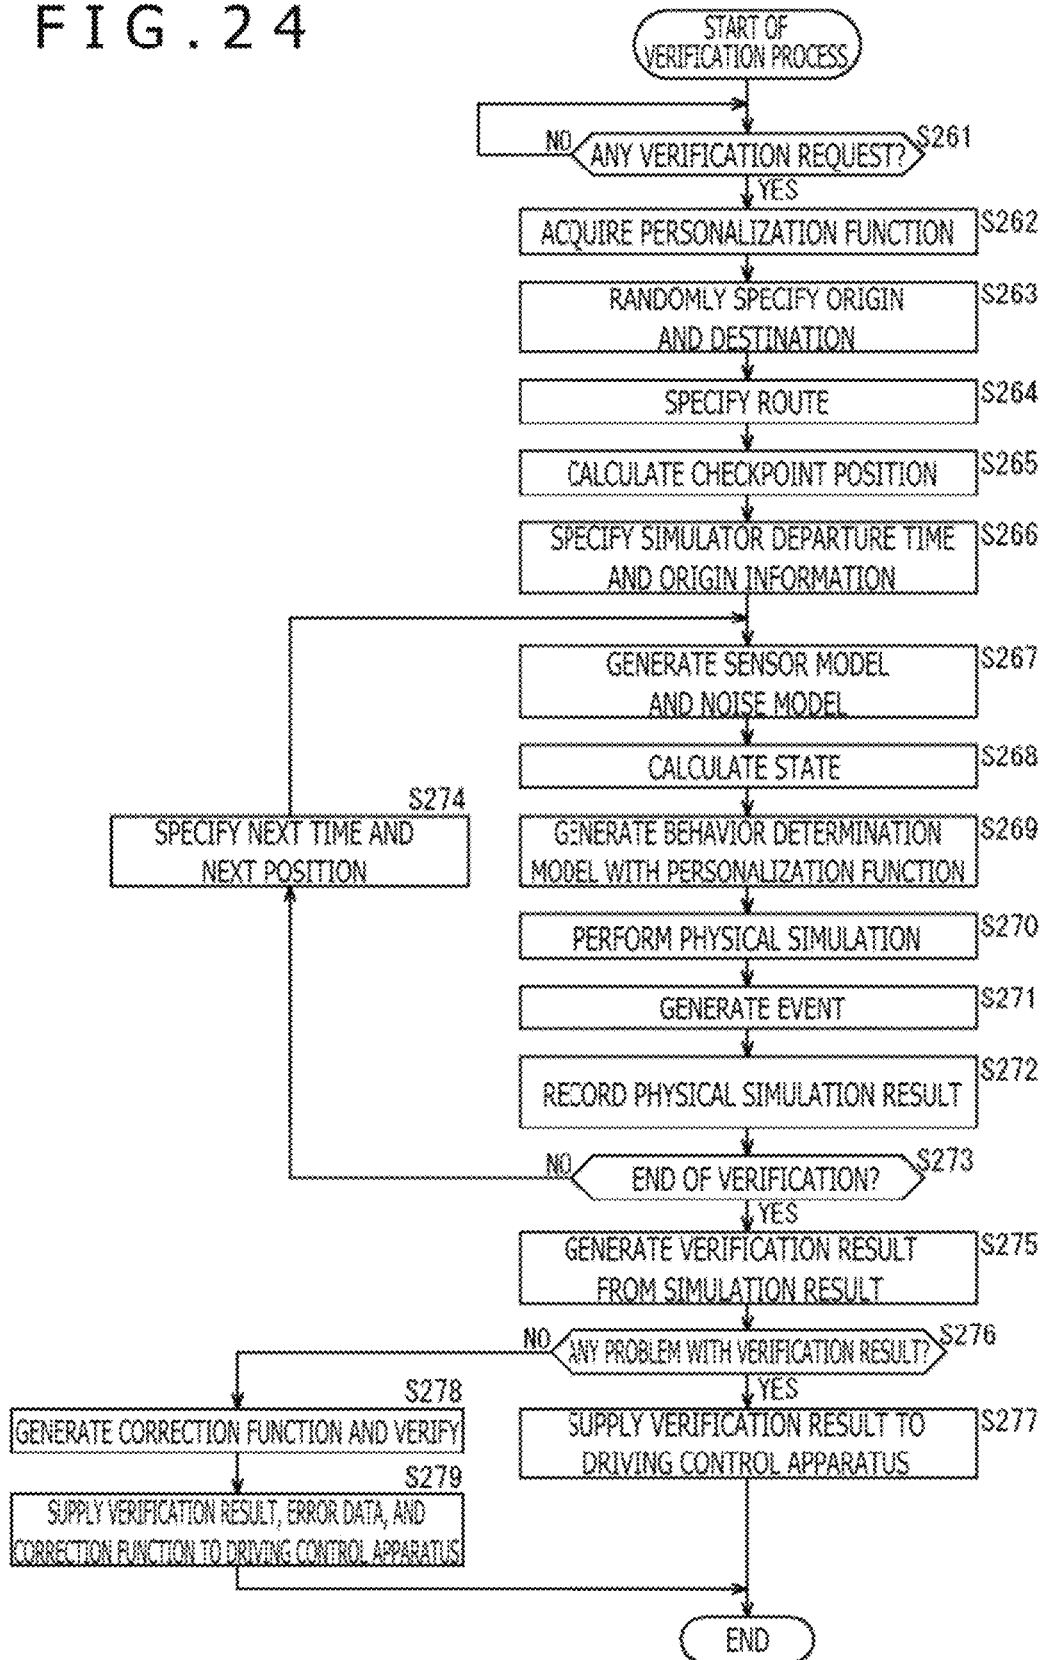 FIG.24
START OF
VERIFICATION PROCESS
NO
ANY VERIFICATION REQUEST?
S261
YES
ACQUIRE PERSONALIZATION FUNCTION
S262
RANDOMLY SPECIFY ORIGIN
AND DESTINATION
S263
SPECIFY ROUTE
S264
CALCULATE CHECKPOINT POSITION
S265
SPECIFY SIMULATOR DEPARTURE TIME
AND ORIGIN INFORMATION
S266
GENERATE SENSOR MODEL
AND NOISE MODEL
S267
CALCULATE STATE
S268
S274
SPECIFY NEXT TIME AND
NEXT POSITION
GENERATE BEHAVIOR DETERMINATION
MODEL WITH PERSONALIZATION FUNCTION
S269
PERFORM PHYSICAL SIMULATION
S270
GENERATE EVENT
S271
RECORD PHYSICAL SIMULATION RESULT
S272
NO
END OF VERIFICATION?
S273
YES
GENERATE VERIFICATION RESULT
FROM SIMULATION RESULT
S275
NO
ANY PROBLEM WITH VERIFICATION RESULT?
S276
YES
S278
GENERATE CORRECTION FUNCTION AND VERIFY
SUPPLY VERIFICATION RESULT TO
DRIVING CONTROL APPARATUS
S277
S279
SUPPLY VERIFICATION RESULT, ERROR DATA, AND
CORRECTION FUNCTION TO DRIVING CONTROL APPARATUS
END